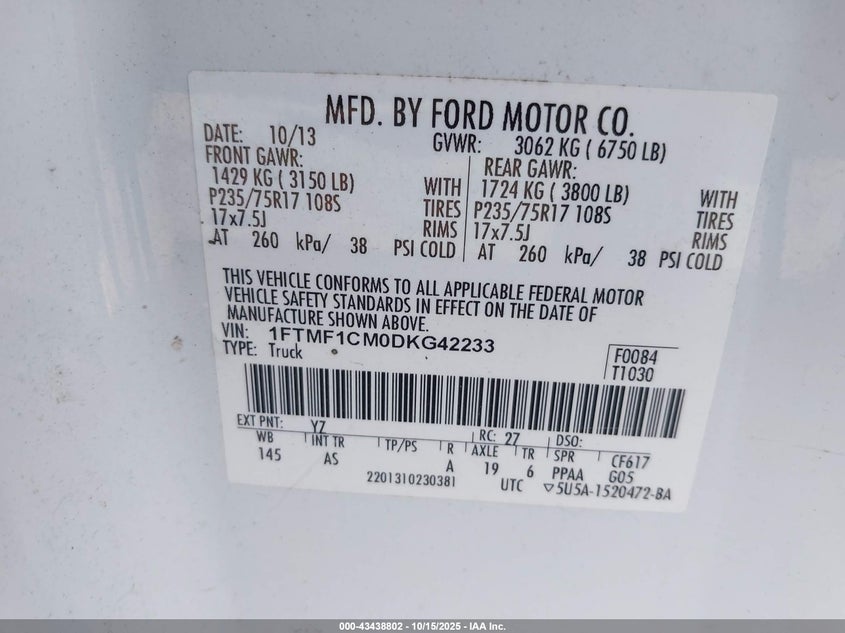 MFD. BY FORD MOTOR CO.
DATE: 10/13 GVWR: 3062 KG ( 6750 LB)
FRONT GAWR: REAR GAWR:
1429 KG ( 3150 LB) WITH 1724 KG ( 3800 LB) WITH
P235/75R17 108S TIRES P235/75R17 108S TIRES
17x7.5J RIMS 17x7.5J RIMS
AT 260 kPa/ 38 PSI COLD AT 260 kPa/ 38 PSI COLD
THIS VEHICLE CONFORMS TO ALL APPLICABLE FEDERAL MOTOR
VEHICLE SAFETY STANDARDS IN EFFECT ON THE DATE OF
MANUFACTURE SHOWN ABOVE.
VIN: 1FTMF1CM0DKG42233
TYPE: Truck
F0084
T1030
EXT PNT: YZ RC: 27 DSO:
WB INT TR TP/PS R AXLE TR SPR CF617
145 AS A 19 6 PPAA G05
2201310230381 UTC ▽5U5A-1520472-BA
000-43438802 - 10/15/2025 - IAA Inc.